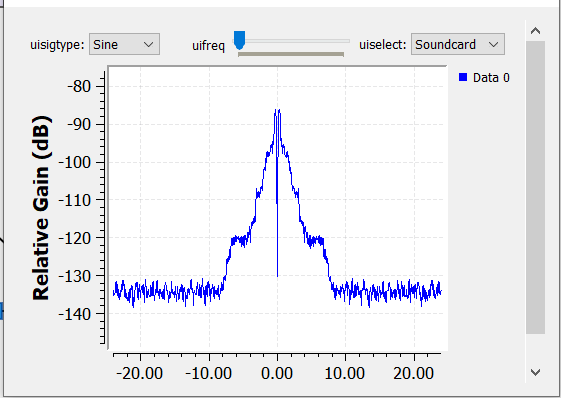 uisigtype: Sine uifreq uiselect: Soundcard
Data 0
Relative Gain (dB)
-80
-90
-100
-110
-120
-130
-140
-20.00 -10.00 0.00 10.00 20.00